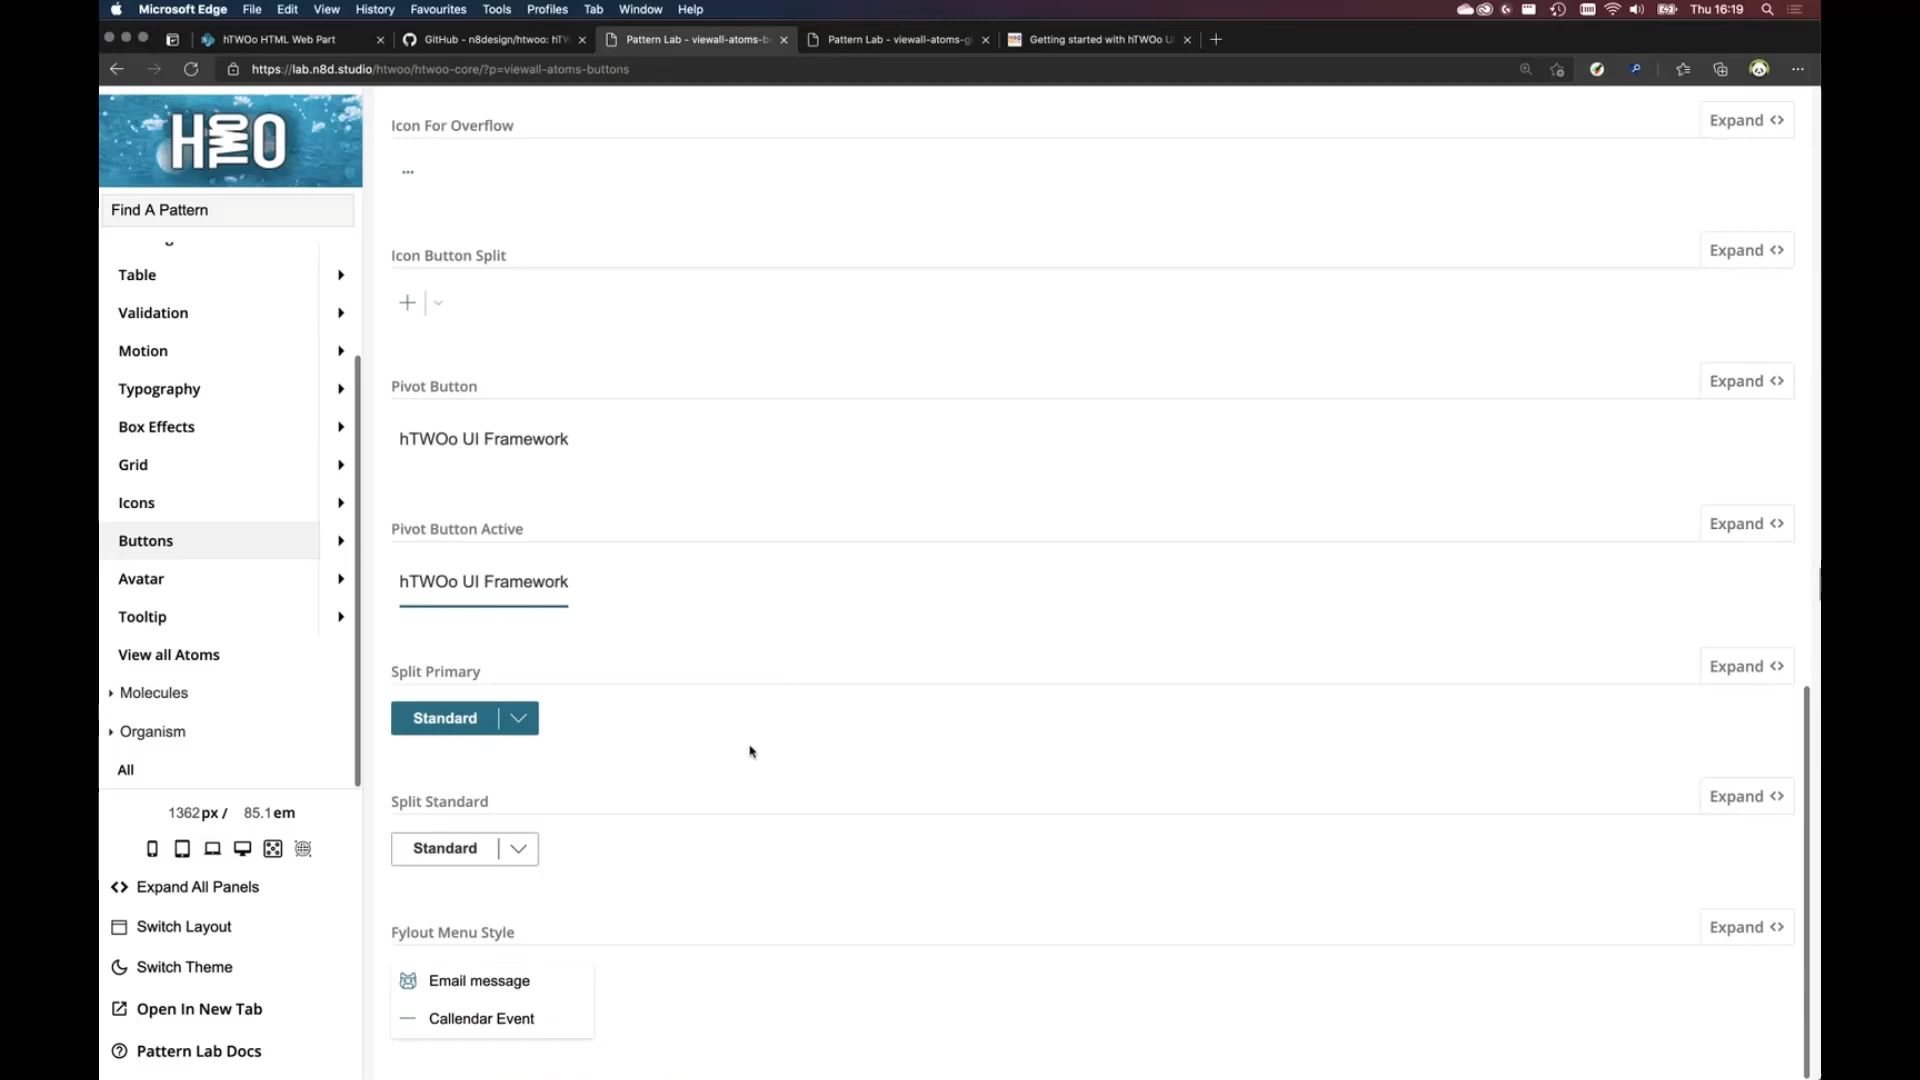 Microsoft Edge File Edit View History Favourites Tools Profiles Tab Window Help Thu 16:19
hTWOo HTML Web Part
GitHub - n8design/htwoo: hTW
Pattern Lab - viewall-atoms-b
Pattern Lab - viewall-atoms-g
Getting started with hTWOo U
https://lab.n8d.studio/htwoo/htwoo-core/?p=viewall-atoms-buttons
H TWO O
Find A Pattern
Table
Validation
Motion
Typography
Box Effects
Grid
Icons
Buttons
Avatar
Tooltip
View all Atoms
Molecules
Organism
All
1362px / 85.1em
Expand All Panels
Switch Layout
Switch Theme
Open In New Tab
Pattern Lab Docs
Icon For Overflow
Expand <>
Icon Button Split
Expand <>
Pivot Button
Expand <>
hTWOo UI Framework
Pivot Button Active
Expand <>
hTWOo UI Framework
Split Primary
Expand <>
Standard
Split Standard
Expand <>
Standard
Fylout Menu Style
Expand <>
Email message
Callendar Event